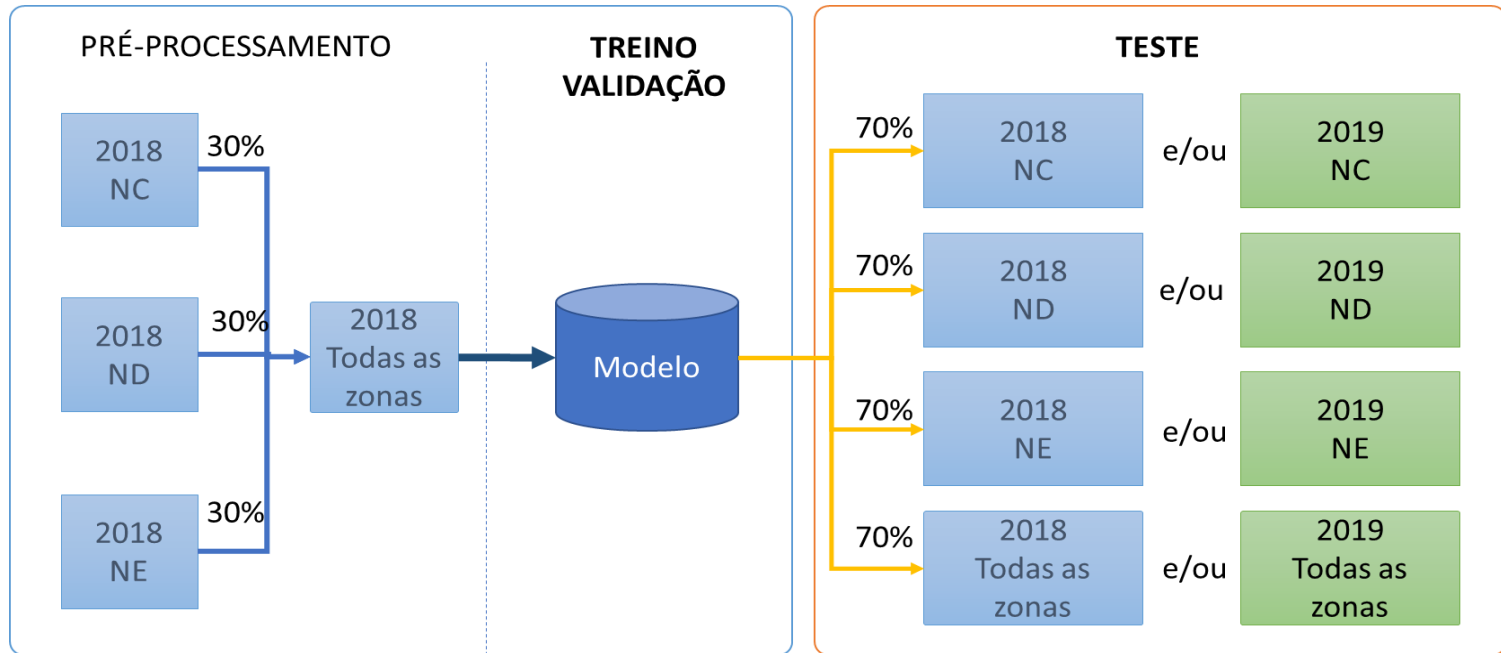 PRÉ-PROCESSAMENTO
2018
NC
30%
2018
ND
30%
2018
NE
30%
2018
Todas as
zonas
TREINO
VALIDAÇÃO
Modelo
TESTE
70%
2018
NC
e/ou
2019
NC
70%
2018
ND
e/ou
2019
ND
70%
2018
NE
e/ou
2019
NE
70%
2018
Todas as
zonas
e/ou
2019
Todas as
zonas